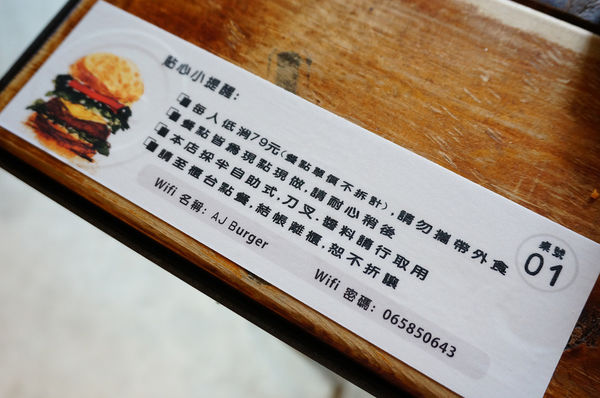 貼心小提醒:
❑每人低消79元(餐點單價不折計), 請勿攜帶外食
❑餐點皆為現點現做, 請耐心稍後
❑本店採半自助式, 刀叉. 醬料請行取用
❑請至櫃台點餐, 結帳離櫃, 恕不折讓
Wifi 名稱: AJ Burger
Wifi 密碼: 065850643
桌號
01